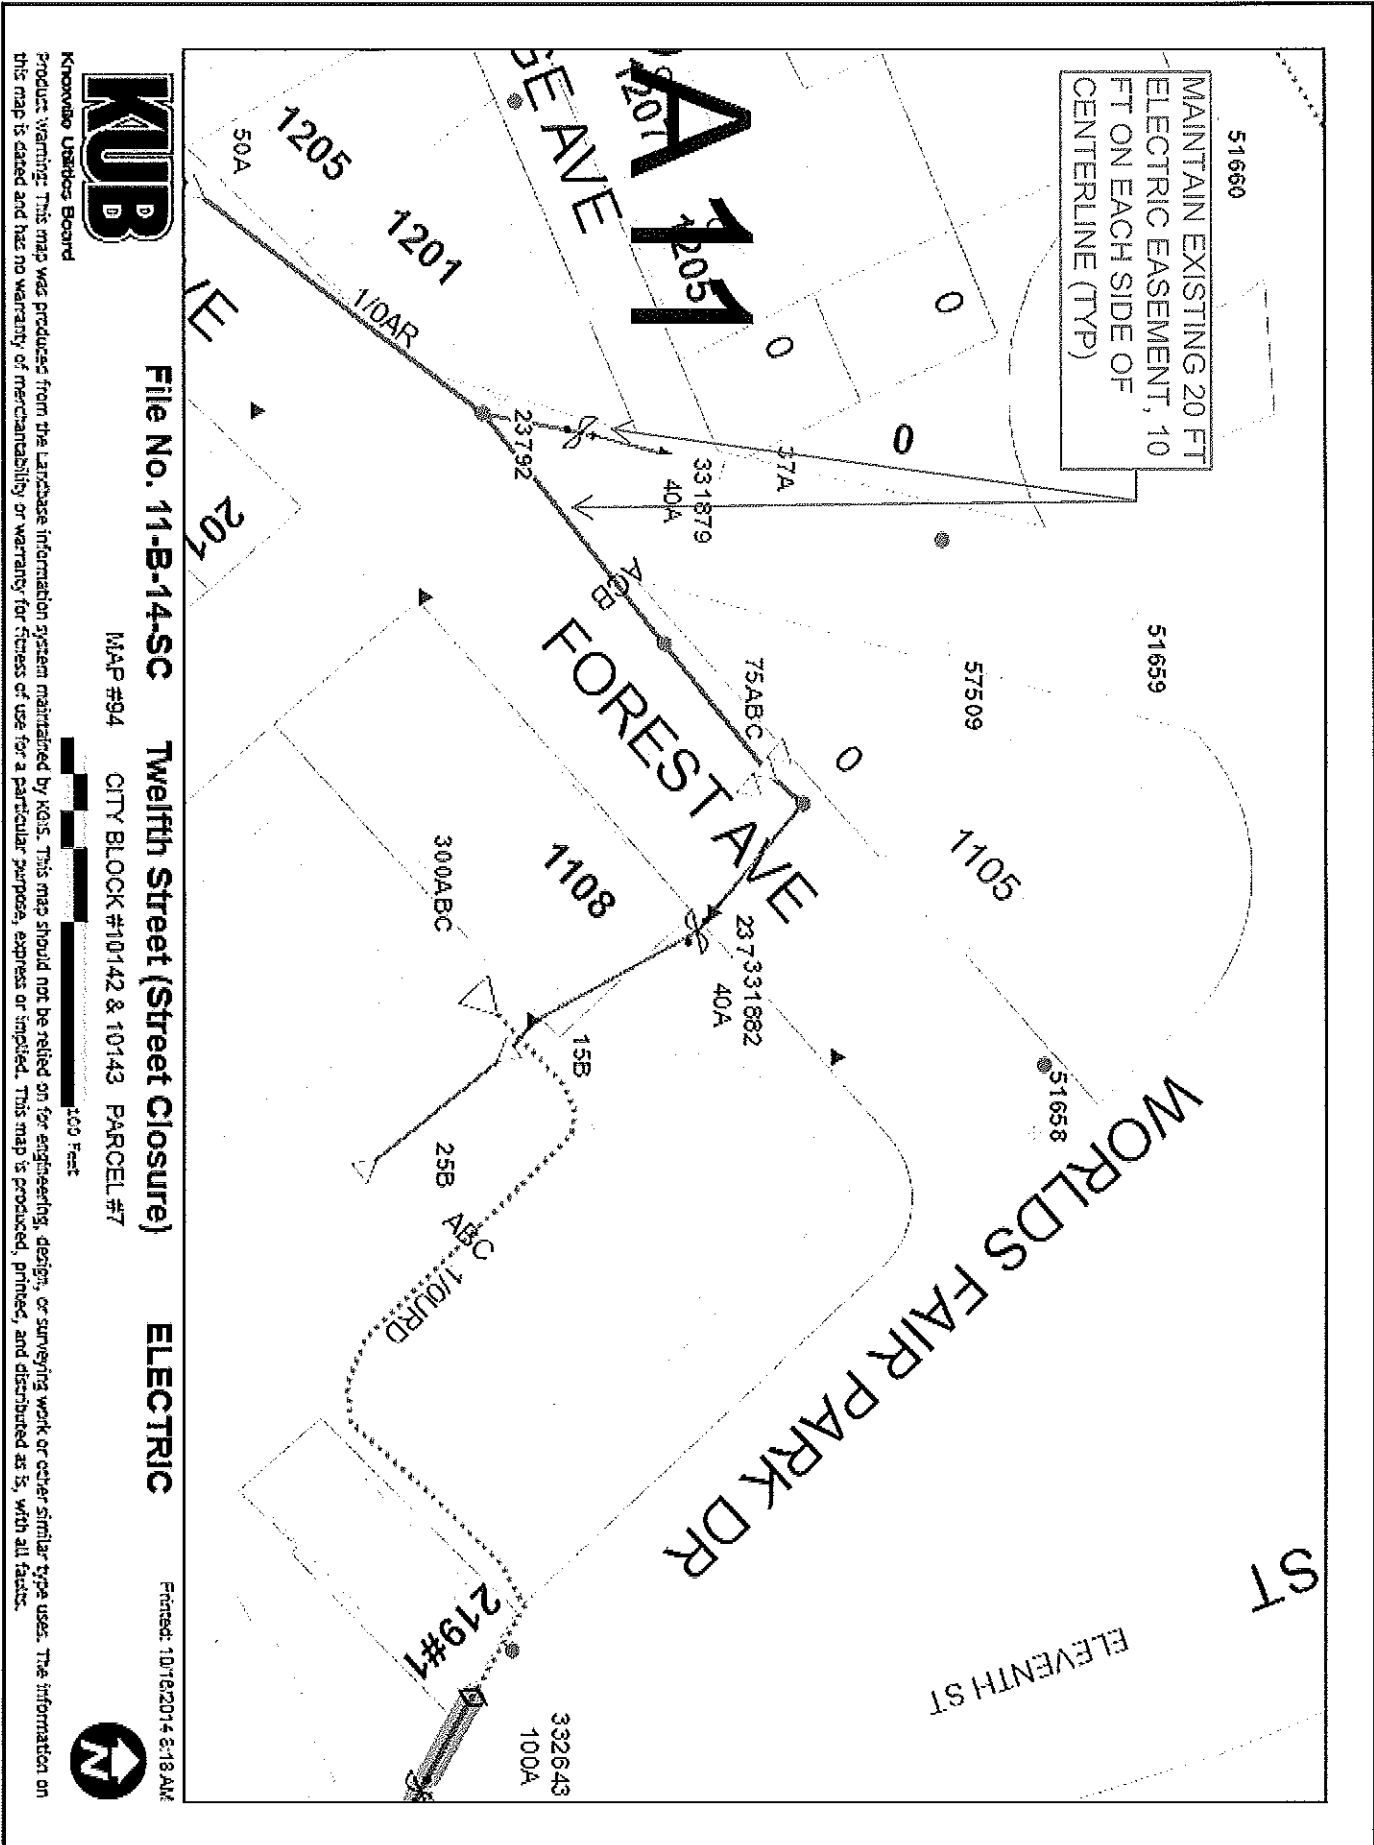 MAINTAIN EXISTING 20 FT
ELECTRIC EASEMENT, 10
FT ON EACH SIDE OF
CENTERLINE (TYP)
51660
51659
57509
51658
0
0
0
0
1105
A 11
1201
1205
GE AVE
1205
1201
50A
1/0AR
23792
331879
40A
37A
ACB
75ABC
FOREST AVE
1108
300ABC
331882
40A
15B
25B
ABC
1/0URD
WORLDS FAIR PARK DR
ST
ELEVENTH ST
219#1
332643
100A
VE
201
KUB
Knoxville Utilities Board
File No. 11-B-14-SC Twelfth Street (Street Closure) ELECTRIC
MAP #94 CITY BLOCK #10142 & 10143 PARCEL #7
100 Feet
Printed: 10/16/2014 8:18 AM
N
Product warning: This map was produced from the Landbase information system maintained by KGIS. This map should not be relied on for engineering, design, or surveying work or other similar type uses. The information on
this map is dated and has no warranty of merchantability or warranty for fitness of use for a particular purpose, express or implied. This map is produced, printed, and distributed as is, with all faults.